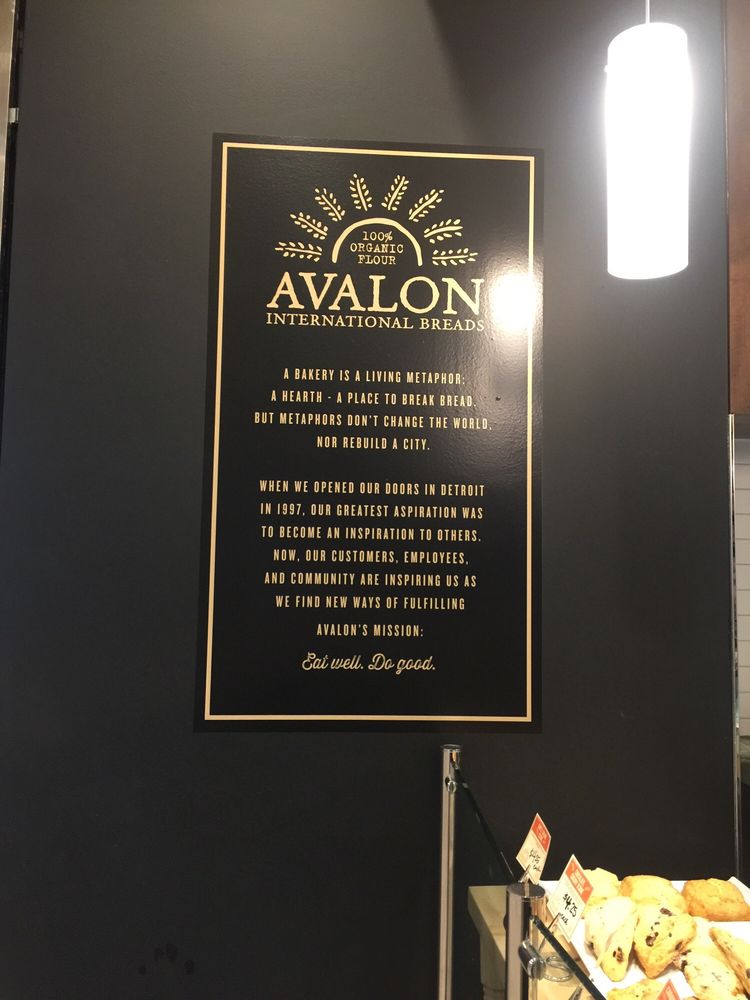 100%
ORGANIC
FLOUR
AVALON
INTERNATIONAL BREADS
A BAKERY IS A LIVING METAPHOR:
A HEARTH - A PLACE TO BREAK BREAD.
BUT METAPHORS DON'T CHANGE THE WORLD,
NOR REBUILD A CITY.
WHEN WE OPENED OUR DOORS IN DETROIT
IN 1997, OUR GREATEST ASPIRATION WAS
TO BECOME AN INSPIRATION TO OTHERS.
NOW, OUR CUSTOMERS, EMPLOYEES,
AND COMMUNITY ARE INSPIRING US AS
WE FIND NEW WAYS OF FULFILLING
AVALON'S MISSION:
Eat well. Do good.
$4.25